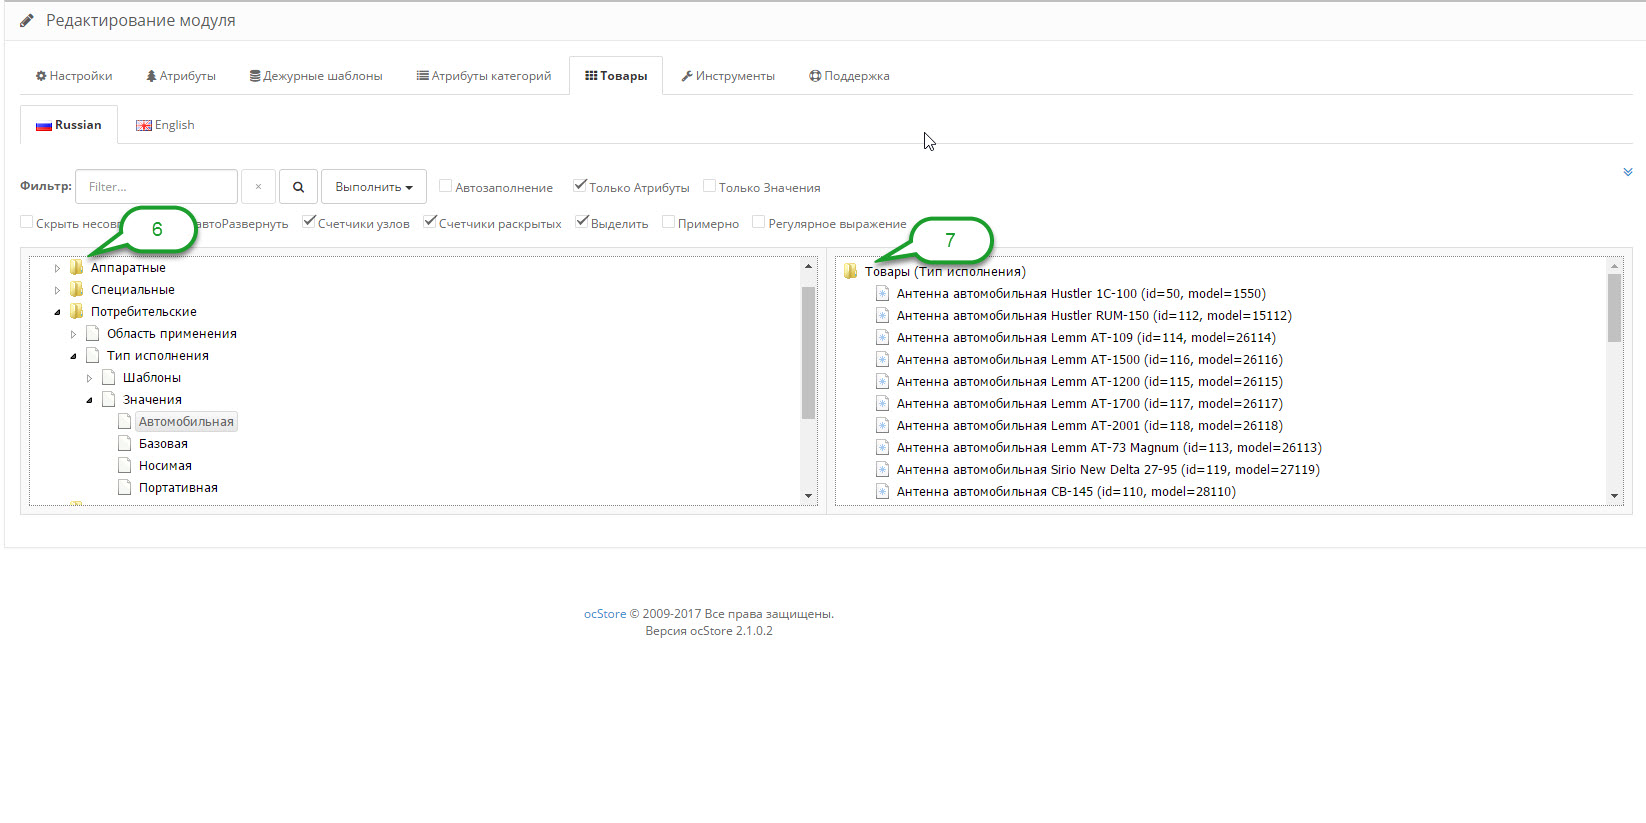 Редактирование модуля
Настройки Атрибуты Дежурные шаблоны Атрибуты категорий Товары Инструменты Поддержка
Russian English
Фильтр: Filter... × Выполнить Автозаполнение Только Атрибуты Только Значения
Скрыть автоРазвернуть Счетчики узлов Счетчики раскрытых Выделить Примерно Регулярное выражение
6
7
Аппаратные
Специальные
Потребительские
Область применения
Тип исполнения
Шаблоны
Значения
Автомобильная
Базовая
Носимая
Портативная
Товары (Тип исполнения)
Антенна автомобильная Hustler 1C-100 (id=50, model=1550)
Антенна автомобильная Hustler RUM-150 (id=112, model=15112)
Антенна автомобильная Lemm AT-109 (id=114, model=26114)
Антенна автомобильная Lemm AT-1500 (id=116, model=26116)
Антенна автомобильная Lemm AT-1200 (id=115, model=26115)
Антенна автомобильная Lemm AT-1700 (id=117, model=26117)
Антенна автомобильная Lemm AT-2001 (id=118, model=26118)
Антенна автомобильная Lemm AT-73 Magnum (id=113, model=26113)
Антенна автомобильная Sirio New Delta 27-95 (id=119, model=27119)
Антенна автомобильная CB-145 (id=110, model=28110)
ocStore © 2009-2017 Все права защищены.
Версия ocStore 2.1.0.2